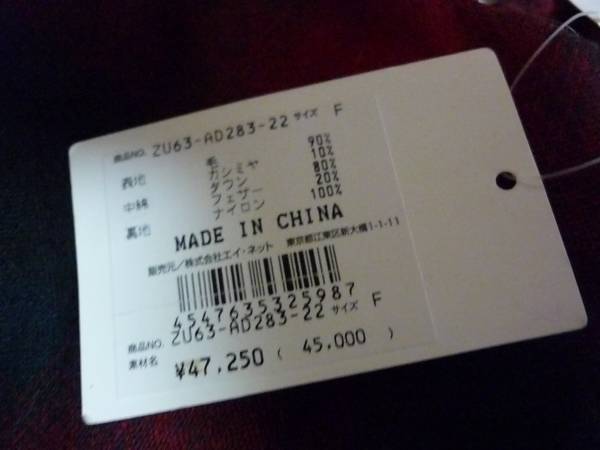 商品NO. ZU63-AD283-22 サイズ F
表地 毛 90%
カシミヤ 10%
中綿 ダウン 80%
フェザー 20%
裏地 ナイロン 100%
MADE IN CHINA
販売元/株式会社エイ・ネット 東京都江東区新大橋1-1-11
4547635325987
商品NO. ZU63-AD283-22 サイズ F
素材名
¥47,250 ( 45,000 )